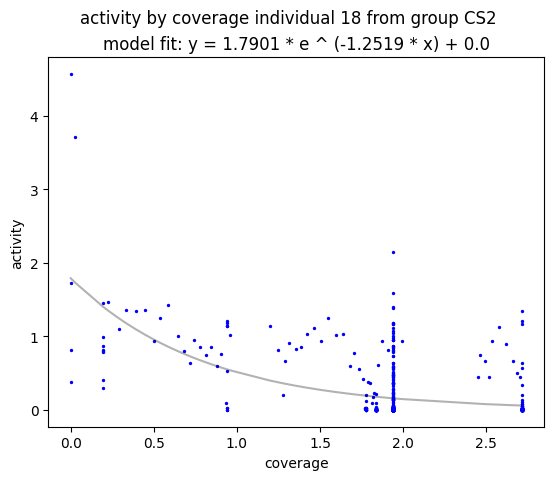 activity by coverage individual 18 from group CS2
model fit: y = 1.7901 * e ^ (-1.2519 * x) + 0.0
4
3
2
1
0
activity
0.0 0.5 1.0 1.5 2.0 2.5
coverage